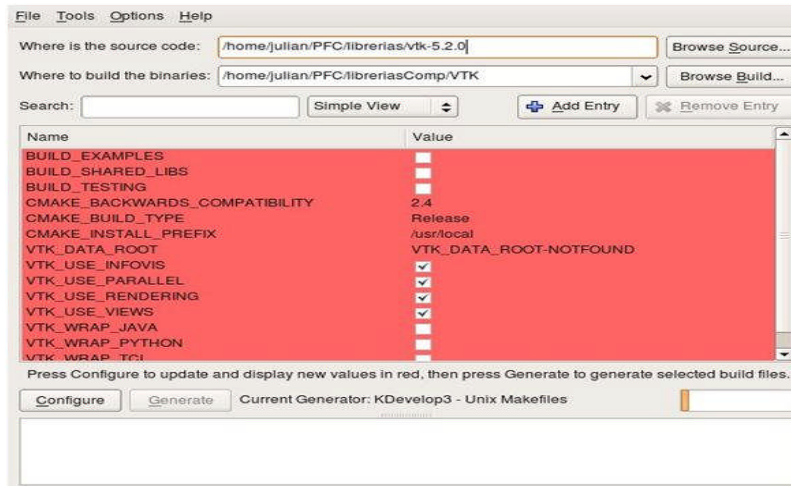 File Tools Options Help
Where is the source code: /home/julian/PFC/librerias/vtk-5.2.0 Browse Source...
Where to build the binaries: /home/julian/PFC/libreriasComp/VTK Browse Build...
Search: Simple View Add Entry Remove Entry
Name Value
BUILD_EXAMPLES
BUILD_SHARED_LIBS
BUILD_TESTING
CMAKE_BACKWARDS_COMPATIBILITY 2.4
CMAKE_BUILD_TYPE Release
CMAKE_INSTALL_PREFIX /usr/local
VTK_DATA_ROOT VTK_DATA_ROOT-NOTFOUND
VTK_USE_INFOVIS
VTK_USE_PARALLEL
VTK_USE_RENDERING
VTK_USE_VIEWS
VTK_WRAP_JAVA
VTK_WRAP_PYTHON
VTK_WRAP_TCL
Press Configure to update and display new values in red, then press Generate to generate selected build files.
Configure Generate Current Generator: KDevelop3 - Unix Makefiles